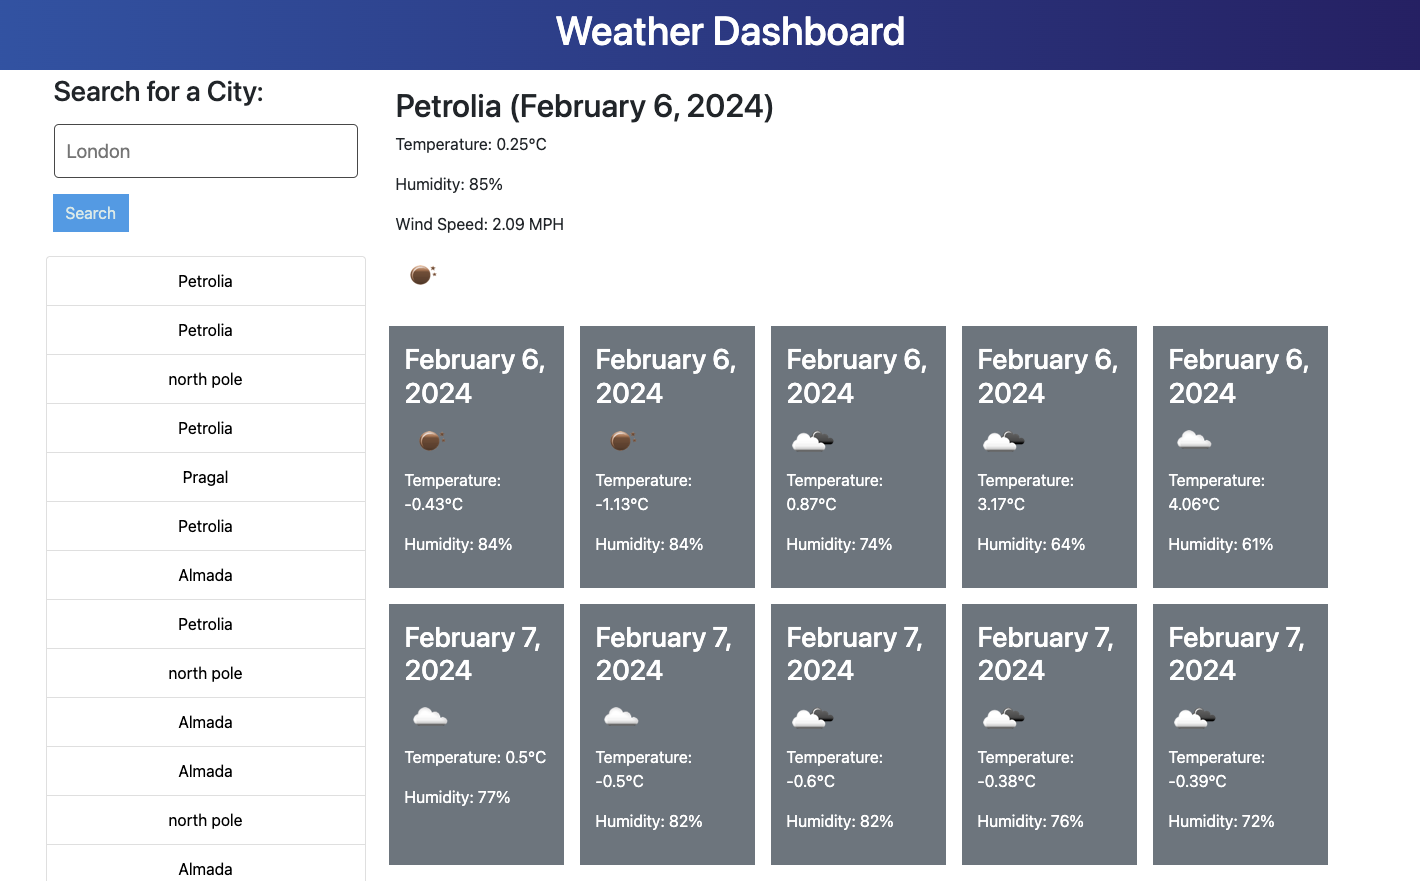 Weather Dashboard
Search for a City:
London
Search
Petrolia
Petrolia
north pole
Petrolia
Pragal
Petrolia
Almada
Petrolia
north pole
Almada
Almada
north pole
Almada
Petrolia (February 6, 2024)
Temperature: 0.25°C
Humidity: 85%
Wind Speed: 2.09 MPH
February 6,
2024
Temperature:
-0.43°C
Humidity: 84%
February 6,
2024
Temperature:
-1.13°C
Humidity: 84%
February 6,
2024
Temperature:
0.87°C
Humidity: 74%
February 6,
2024
Temperature:
3.17°C
Humidity: 64%
February 6,
2024
Temperature:
4.06°C
Humidity: 61%
February 7,
2024
Temperature: 0.5°C
Humidity: 77%
February 7,
2024
Temperature:
-0.5°C
Humidity: 82%
February 7,
2024
Temperature:
-0.6°C
Humidity: 82%
February 7,
2024
Temperature:
-0.38°C
Humidity: 76%
February 7,
2024
Temperature:
-0.39°C
Humidity: 72%